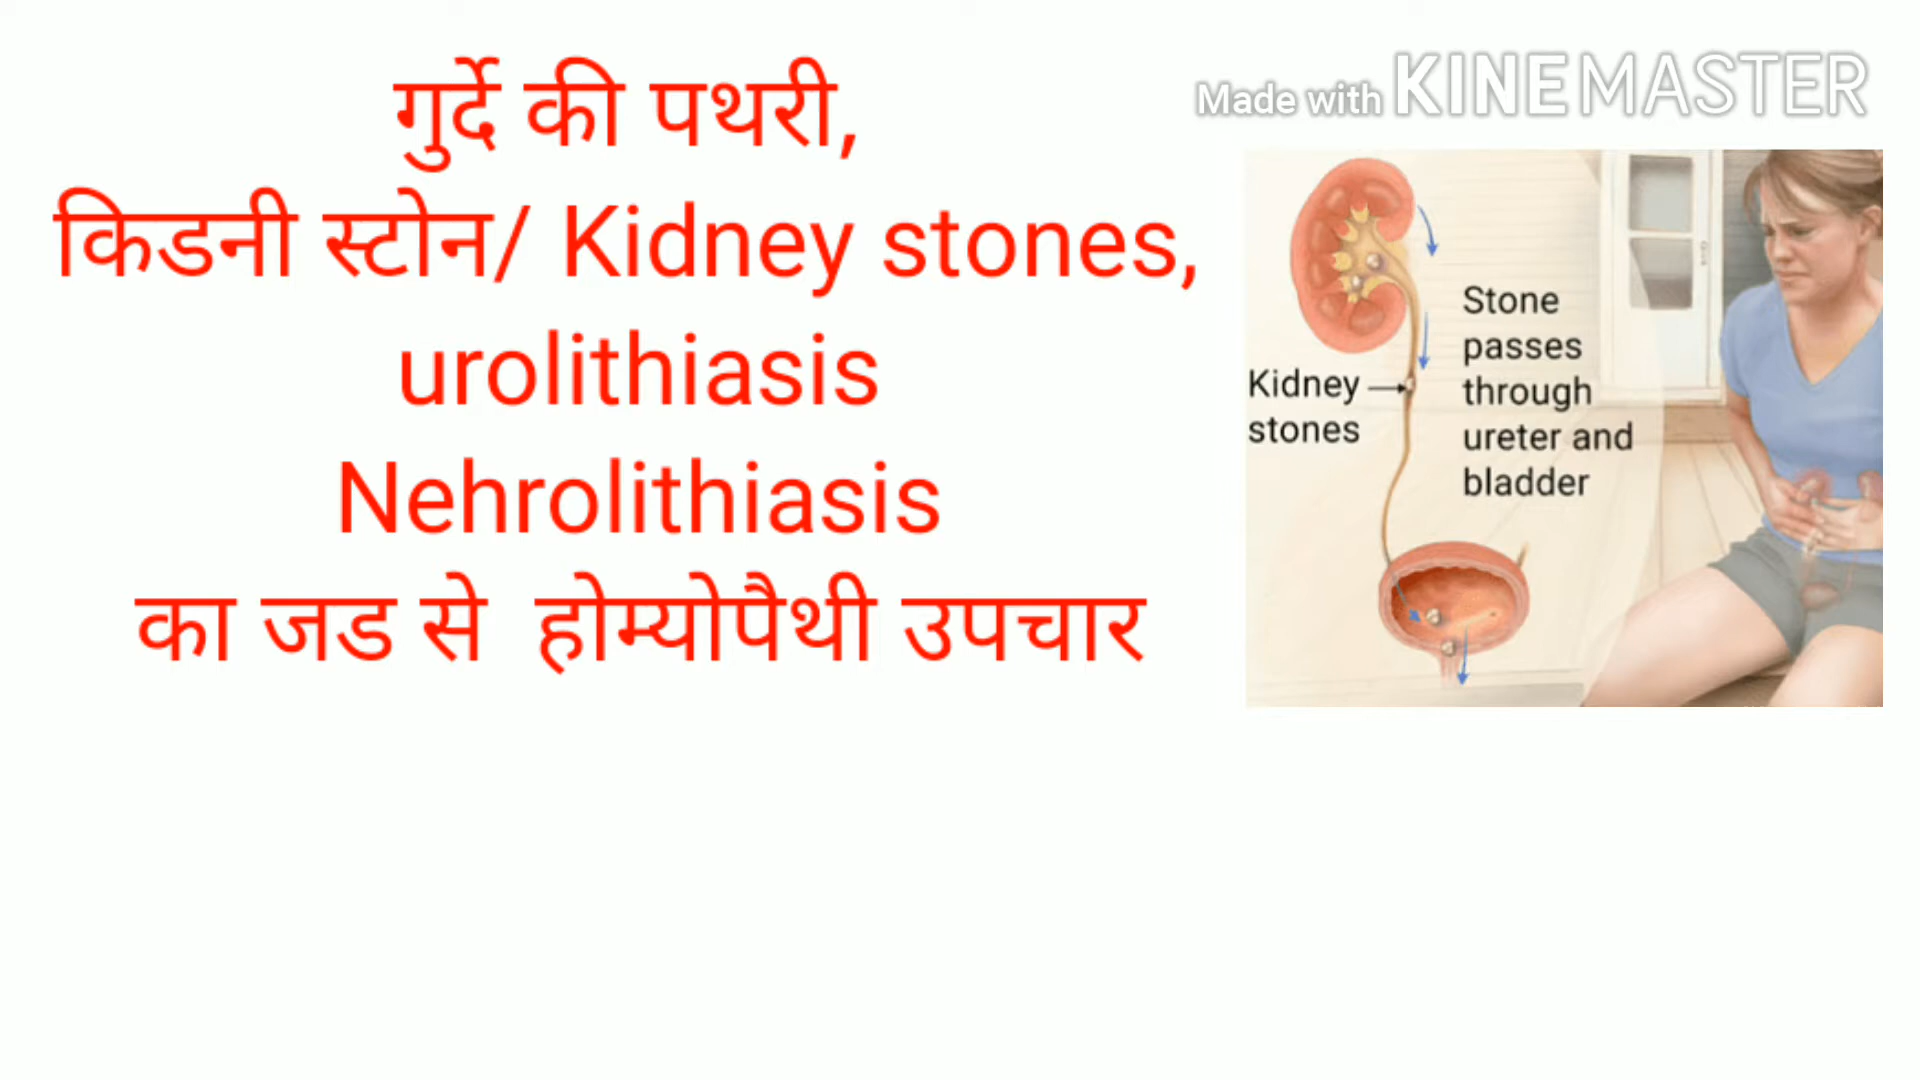 गुर्दे की पथरी,
किडनी स्टोन/ Kidney stones,
urolithiasis
Nehrolithiasis
का जड से होम्योपैथी उपचार
Made with KINEMASTER
Kidney
stones
Stone
passes
through
ureter and
bladder